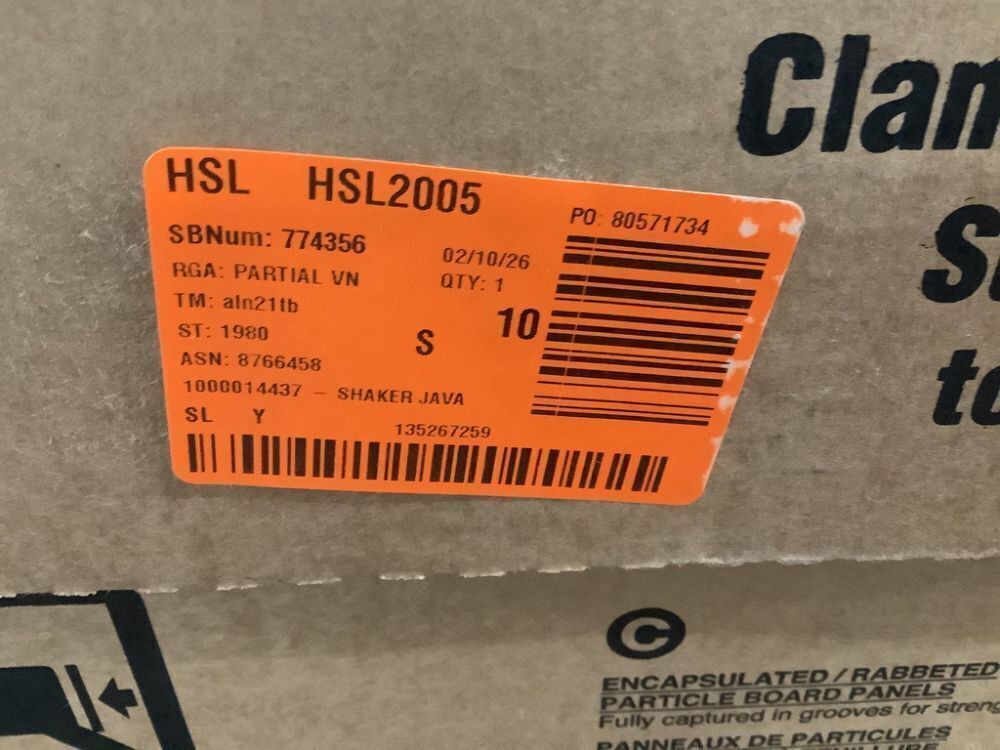 HSL HSL2005
SBNum: 774356
02/10/26
PO: 80571734
RGA: PARTIAL VN
QTY: 1
TM: aln21tb
ST: 1980
S 10
ASN: 8766458
1000014437 – SHAKER JAVA
SL Y
135267259
Clam
to
©
ENCAPSULATED / RABBETED
PARTICLE BOARD PANELS
Fully captured in grooves for streng
PANNEAUX DE PARTICULES